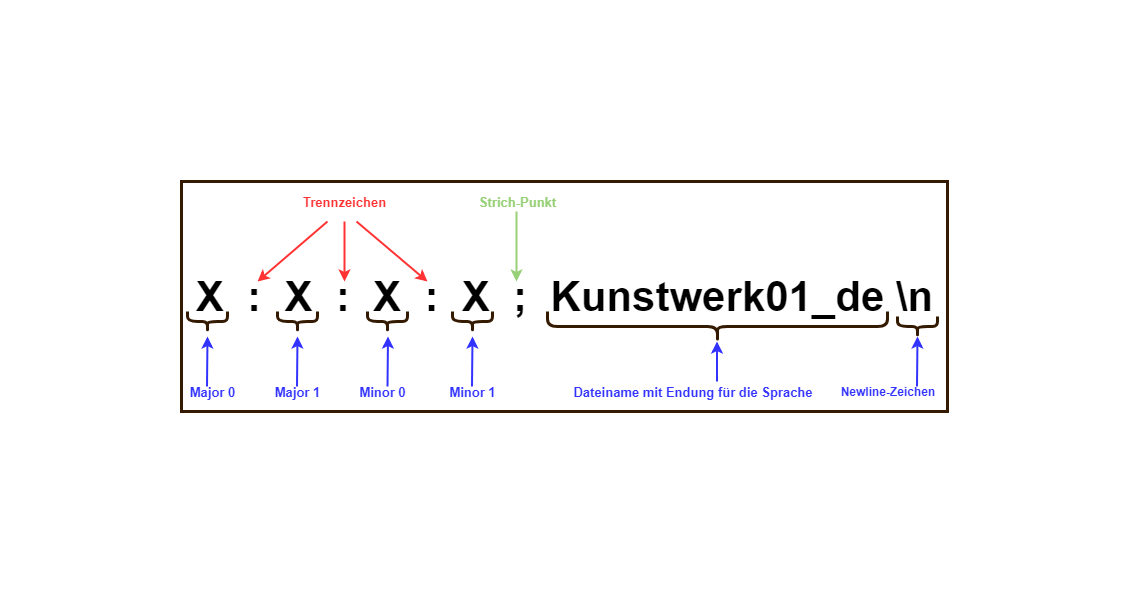 Trennzeichen Strich-Punkt
X : X : X : X ; Kunstwerk01_de \n
Major 0 Major 1 Minor 0 Minor 1 Dateiname mit Endung für die Sprache Newline-Zeichen